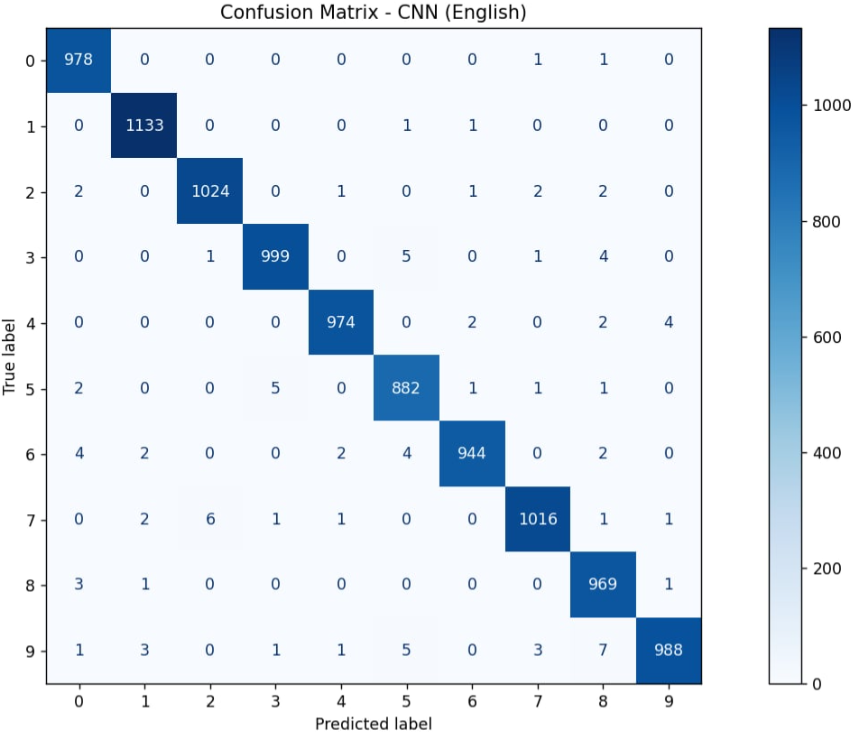 Confusion Matrix - CNN (English)
0 978 0 0 0 0 0 0 1 1 0
1 0 1133 0 0 0 1 1 0 0 0
2 2 0 1024 0 1 0 1 2 2 0
3 0 0 1 999 0 5 0 1 4 0
4 0 0 0 0 974 0 2 0 2 4
5 2 0 0 5 0 882 1 1 1 0
6 4 2 0 0 2 4 944 0 2 0
7 0 2 6 1 1 0 0 1016 1 1
8 3 1 0 0 0 0 0 0 969 1
9 1 3 0 1 1 5 0 3 7 988
0 1 2 3 4 5 6 7 8 9
Predicted label
True label
1000
800
600
400
200
0